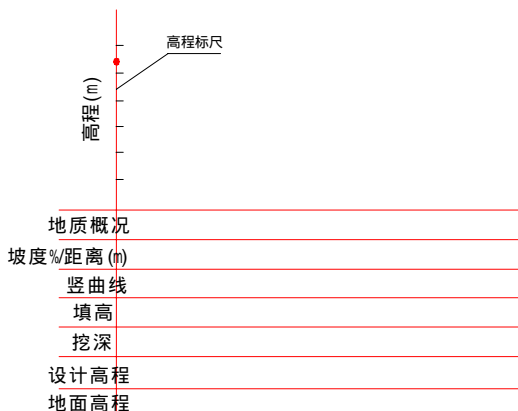 高程标尺
高程(m)
地质概况
坡度%/距离(m)
竖曲线
填高
挖深
设计高程
地面高程